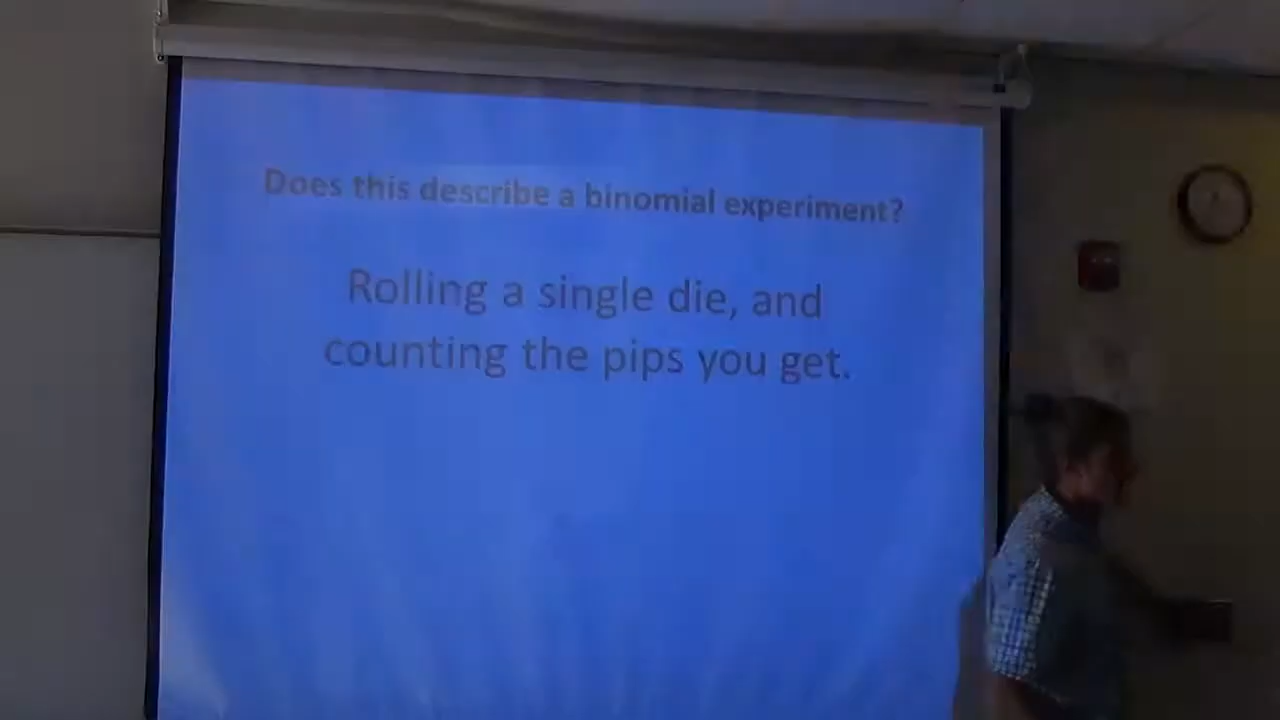 Does this describe a binomial experiment?
Rolling a single die, and
counting the pips you get.